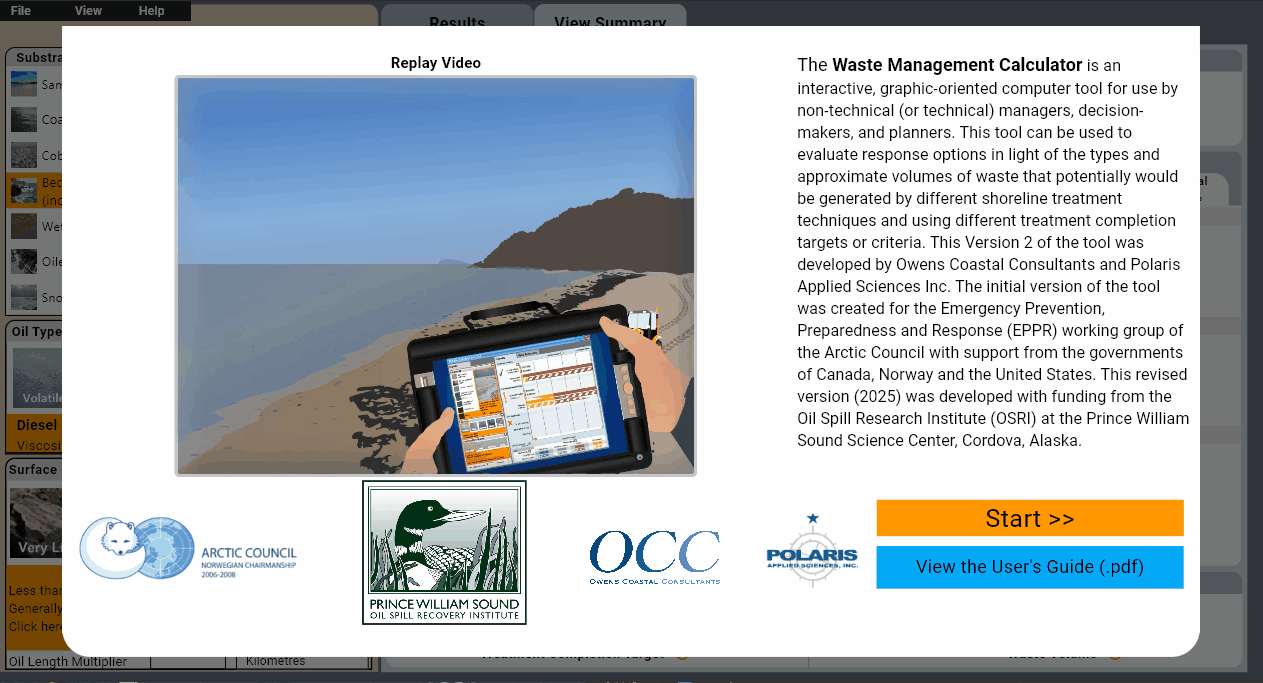 File View Help
Results
View Summary
Replay Video
The Waste Management Calculator is an
interactive, graphic-oriented computer tool for use by
non-technical (or technical) managers, decision-
makers, and planners. This tool can be used to
evaluate response options in light of the types and
approximate volumes of waste that potentially would
be generated by different shoreline treatment
techniques and using different treatment completion
targets or criteria. This Version 2 of the tool was
developed by Owens Coastal Consultants and Polaris
Applied Sciences Inc. The initial version of the tool
was created for the Emergency Prevention,
Preparedness and Response (EPPR) working group of
the Arctic Council with support from the governments
of Canada, Norway and the United States. This revised
version (2025) was developed with funding from the
Oil Spill Research Institute (OSRI) at the Prince William
Sound Science Center, Cordova, Alaska.
Substra
San
Coa
Cob
Bed
(inc
We
Oile
Sno
Oil Type
Volatile
Diesel
Viscosi
Surface
Very Li
Less than
Generally
Click here
Oil Length Multiplier
Kilometres
ARCTIC COUNCIL
NORWEGIAN CHAIRMANSHIP
2006-2008
PRINCE WILLIAM SOUND
OIL SPILL RECOVERY INSTITUTE
OCC
OWENS COASTAL CONSULTANTS
POLARIS
APPLIED SCIENCES, INC.
Start >>
View the User's Guide (.pdf)